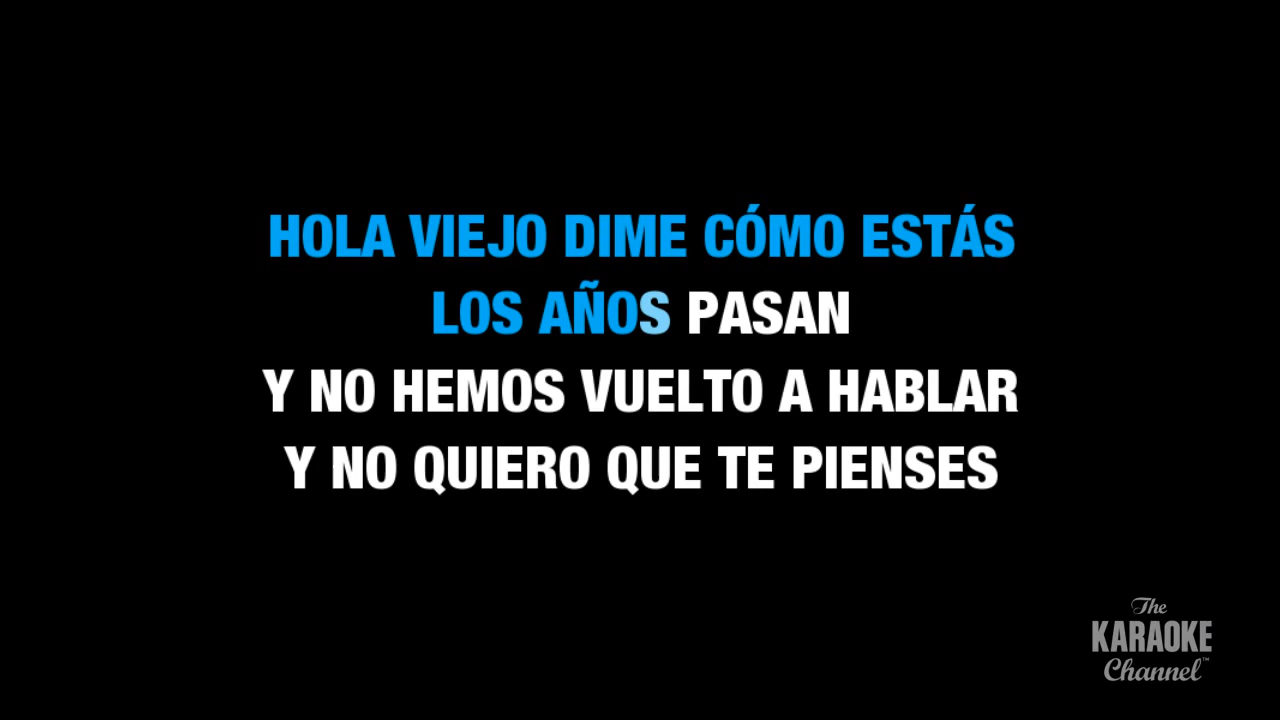 HOLA VIEJO DIME CÓMO ESTÁS
LOS AÑOS PASAN
Y NO HEMOS VUELTO A HABLAR
Y NO QUIERO QUE TE PIENSES
The
KARAOKE
Channel™